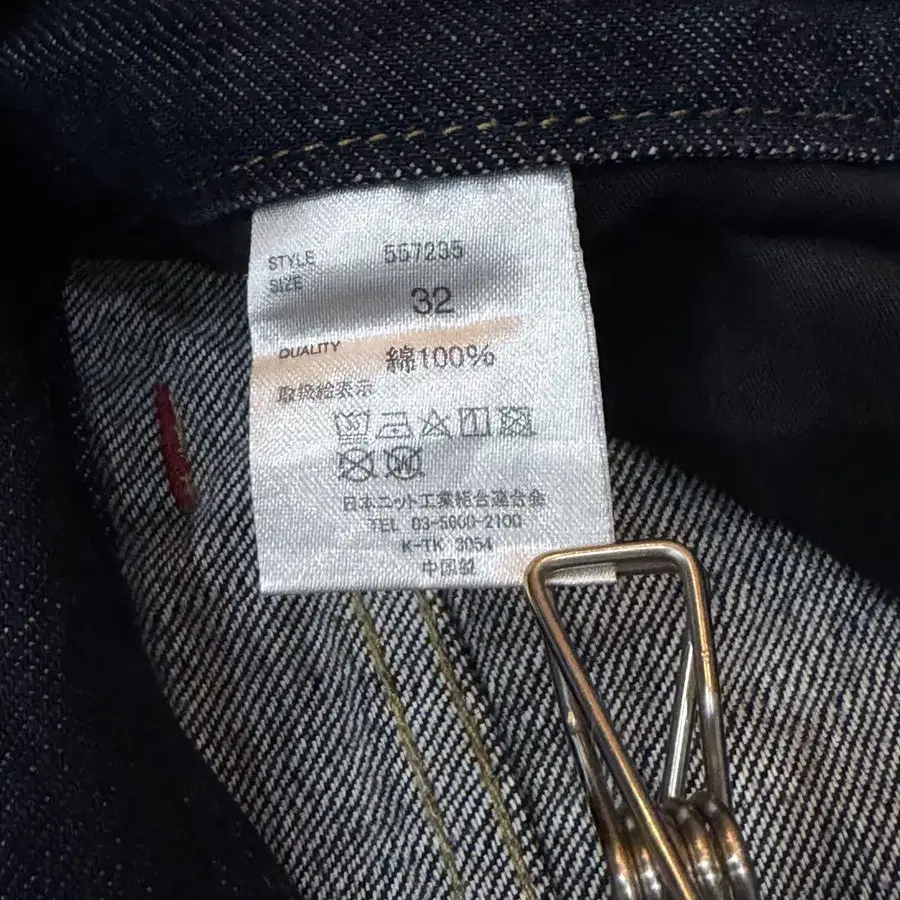 STYLE 557235
SIZE 32
QUALITY 綿100%
取扱絵表示
日本ニット工業組合連合会
TEL 03-5600-2100
K-TK 3054
中国製